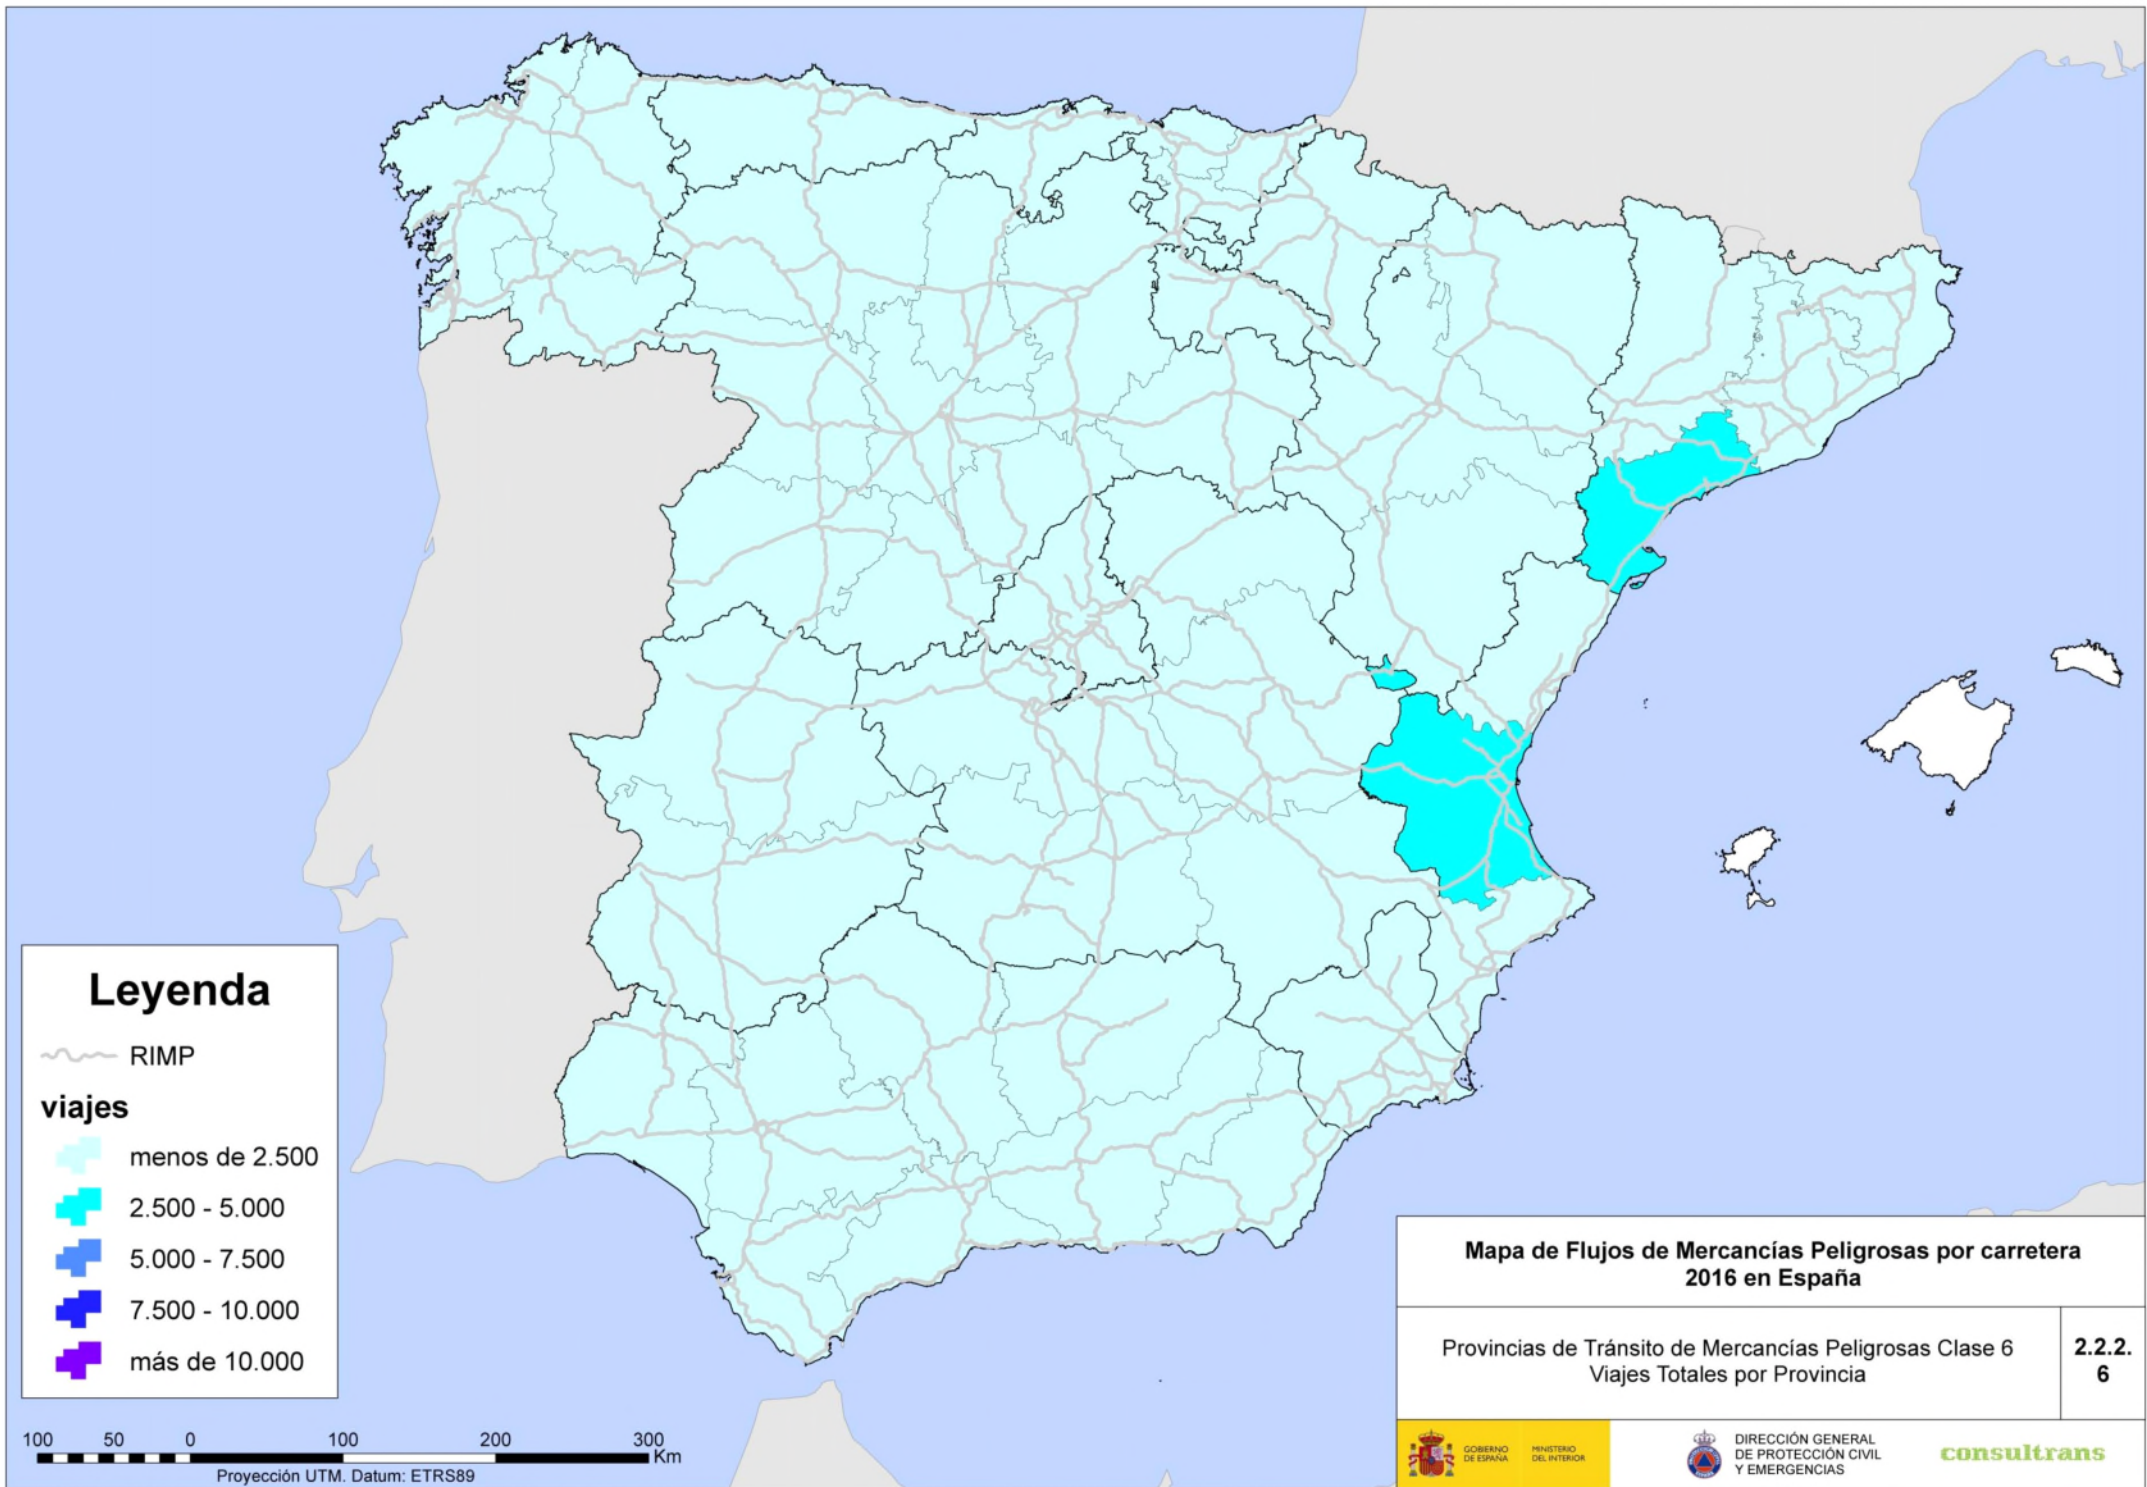 Leyenda
RIMP
viajes
menos de 2.500
2.500 - 5.000
5.000 - 7.500
7.500 - 10.000
más de 10.000
100 50 0 100 200 300
Km
Proyección UTM. Datum: ETRS89
Mapa de Flujos de Mercancías Peligrosas por carretera
2016 en España
Provincias de Tránsito de Mercancías Peligrosas Clase 6
Viajes Totales por Provincia
2.2.2.
6
GOBIERNO
DE ESPAÑA
MINISTERIO
DEL INTERIOR
DIRECCIÓN GENERAL
DE PROTECCIÓN CIVIL
Y EMERGENCIAS
consultrans